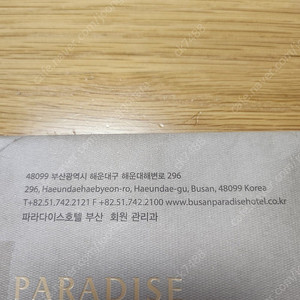 48099 부산광역시 해운대구 해운대해변로 296
296, Haeundaehaebyeon-ro, Haeundae-gu, Busan, 48099 Korea
T+82.51.742.2121 F+82.51.742.2100 www.busanparadisehotel.co.kr
파라다이스호텔 부산 회원 관리과
PARADISE